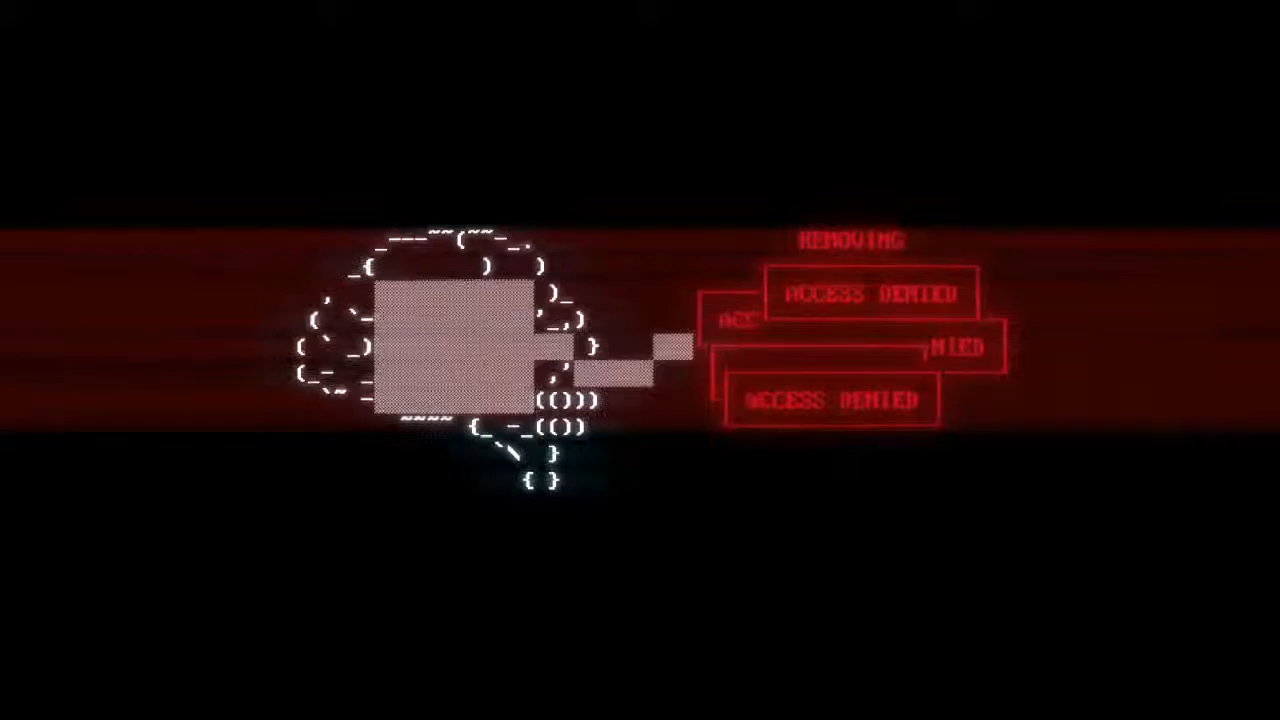 REMOVING
ACCESS DENIED
ACC
NIED
ACCESS DENIED